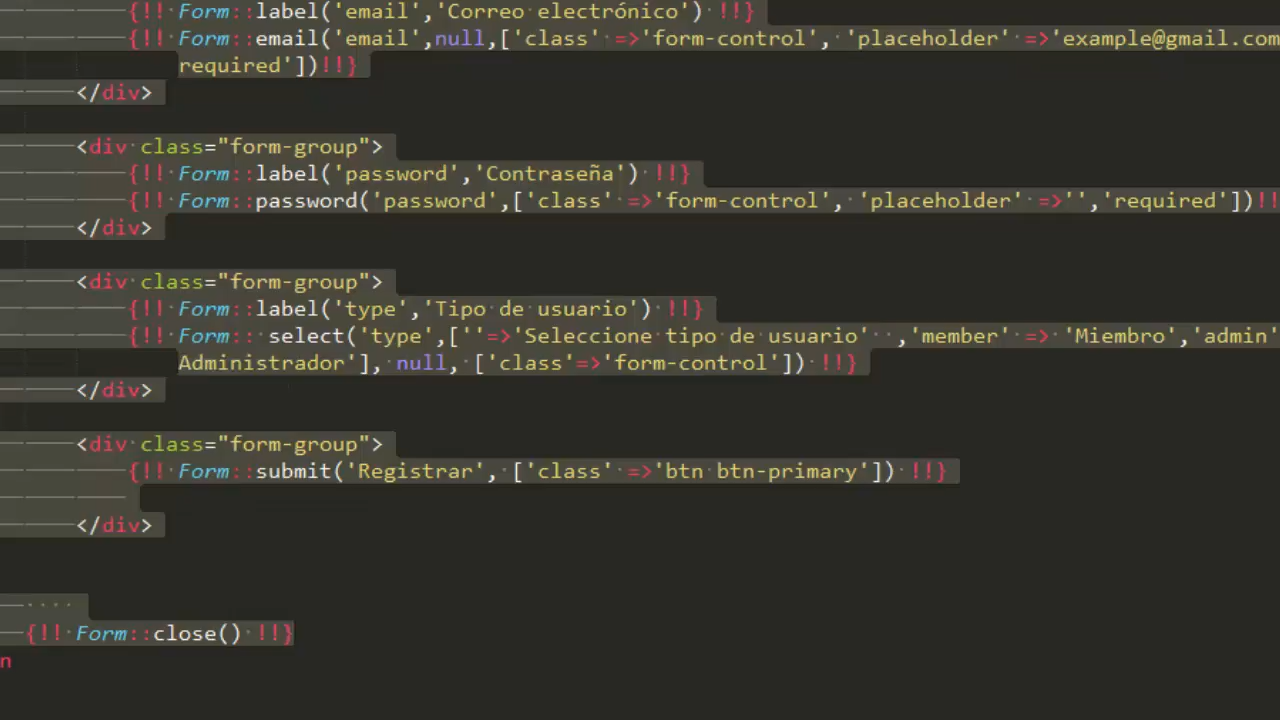 {!! Form::label('email','Correo electrónico') !!}
{!! Form::email('email',null,['class' =>'form-control', 'placeholder' =>'example@gmail.com
required'])!!}
</div>
<div class="form-group">
{!! Form::label('password','Contraseña') !!}
{!! Form::password('password',['class' =>'form-control', 'placeholder' =>'','required'])!!
</div>
<div class="form-group">
{!! Form::label('type','Tipo de usuario') !!}
{!! Form:: select('type',[''=>'Seleccione tipo de usuario' ,'member' => 'Miembro','admin'
Administrador'], null, ['class'=>'form-control']) !!}
</div>
<div class="form-group">
{!! Form::submit('Registrar', ['class' =>'btn btn-primary']) !!}
</div>
{!! Form::close() !!}
n